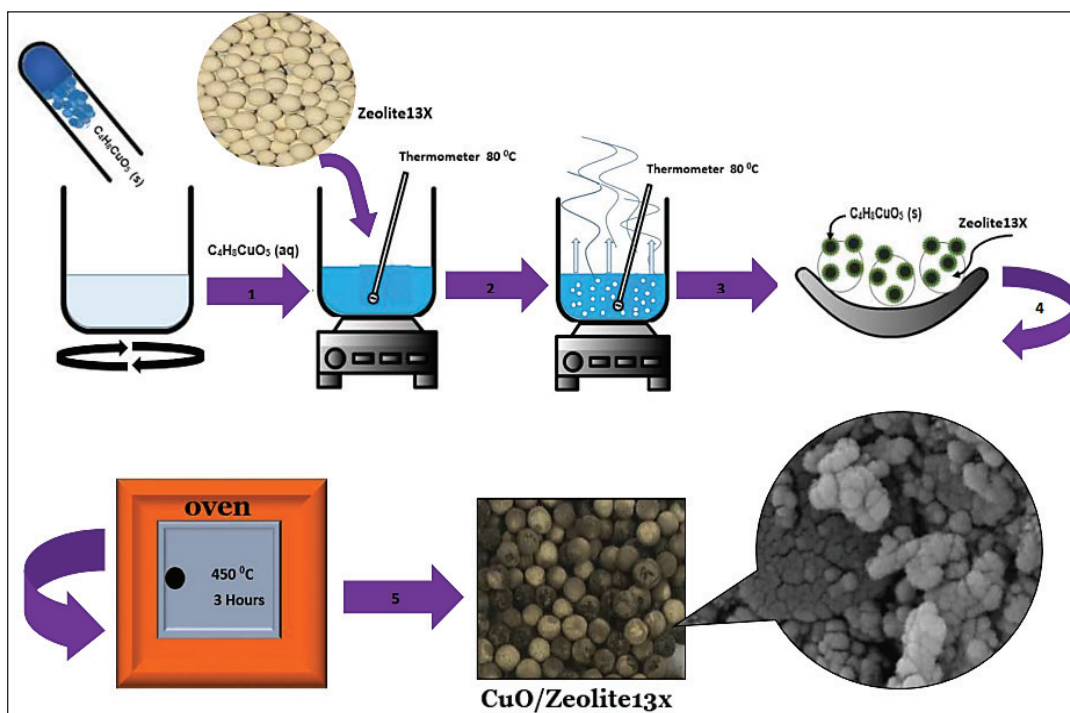 C₄H₈CuO₅ (s)
Zeolite13X
Thermometer 80 ⁰C
C₄H₈CuO₅ (aq)
1
2
Thermometer 80 ⁰C
3
C₄H₈CuO₅ (s)
Zeolite13X
4
oven
450 ⁰C
3 Hours
5
CuO/Zeolite13x